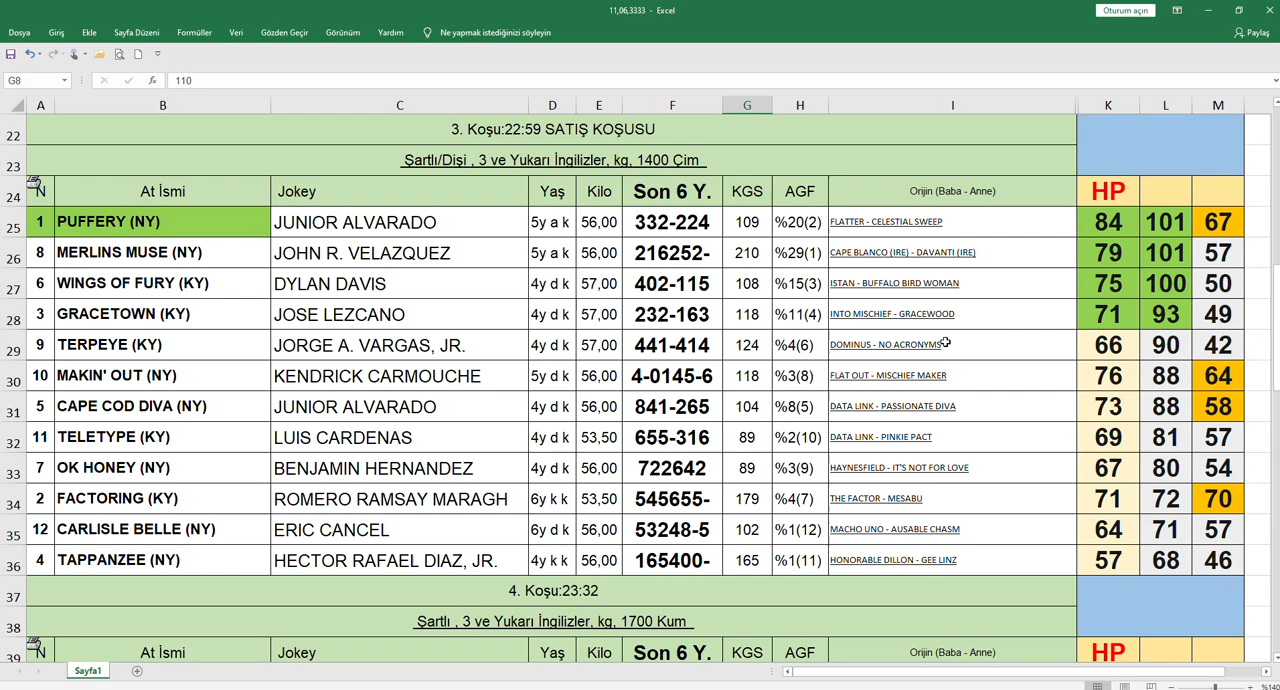 11,06,3333 - Excel
Oturum açın
Dosya Giriş Ekle Sayfa Düzeni Formüller Veri Gözden Geçir Görünüm Yardım Ne yapmak istediğinizi söyleyin Paylaş
G8 fx 110
A B C D E F G H I K L M
22 3. Koşu:22:59 SATIŞ KOŞUSU
23 Şartlı/Dişi , 3 ve Yukarı İngilizler, kg, 1400 Çim
24 N At İsmi Jokey Yaş Kilo Son 6 Y. KGS AGF Orijin (Baba - Anne) HP
25 1 PUFFERY (NY) JUNIOR ALVARADO 5y a k 56,00 332-224 109 %20(2) FLATTER - CELESTIAL SWEEP 84 101 67
26 8 MERLINS MUSE (NY) JOHN R. VELAZQUEZ 5y a k 56,00 216252- 210 %29(1) CAPE BLANCO (IRE) - DAVANTI (IRE) 79 101 57
27 6 WINGS OF FURY (KY) DYLAN DAVIS 4y d k 57,00 402-115 108 %15(3) ISTAN - BUFFALO BIRD WOMAN 75 100 50
28 3 GRACETOWN (KY) JOSE LEZCANO 4y d k 57,00 232-163 118 %11(4) INTO MISCHIEF - GRACEWOOD 71 93 49
29 9 TERPEYE (KY) JORGE A. VARGAS, JR. 4y d k 57,00 441-414 124 %4(6) DOMINUS - NO ACRONYMS 66 90 42
30 10 MAKIN' OUT (NY) KENDRICK CARMOUCHE 5y d k 56,00 4-0145-6 118 %3(8) FLAT OUT - MISCHIEF MAKER 76 88 64
31 5 CAPE COD DIVA (NY) JUNIOR ALVARADO 4y d k 56,00 841-265 104 %8(5) DATA LINK - PASSIONATE DIVA 73 88 58
32 11 TELETYPE (KY) LUIS CARDENAS 4y d k 53,50 655-316 89 %2(10) DATA LINK - PINKIE PACT 69 81 57
33 7 OK HONEY (NY) BENJAMIN HERNANDEZ 4y d k 56,00 722642 89 %3(9) HAYNESFIELD - IT'S NOT FOR LOVE 67 80 54
34 2 FACTORING (KY) ROMERO RAMSAY MARAGH 6y k k 53,50 545655- 179 %4(7) THE FACTOR - MESABU 71 72 70
35 12 CARLISLE BELLE (NY) ERIC CANCEL 6y d k 56,00 53248-5 102 %1(12) MACHO UNO - AUSABLE CHASM 64 71 57
36 4 TAPPANZEE (NY) HECTOR RAFAEL DIAZ, JR. 4y k k 56,00 165400- 165 %1(11) HONORABLE DILLON - GEE LINZ 57 68 46
37 4. Koşu:23:32
38 Şartlı , 3 ve Yukarı İngilizler, kg, 1700 Kum
39 N At İsmi Jokey Yaş Kilo Son 6 Y. KGS AGF Orijin (Baba - Anne) HP
Sayfa1
%140